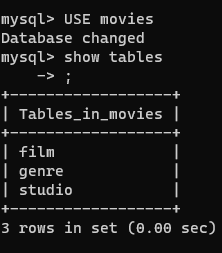 mysql> USE movies
Database changed
mysql> show tables
    -> ;
+------------------+
| Tables_in_movies |
+------------------+
| film             |
| genre            |
| studio           |
+------------------+
3 rows in set (0.00 sec)